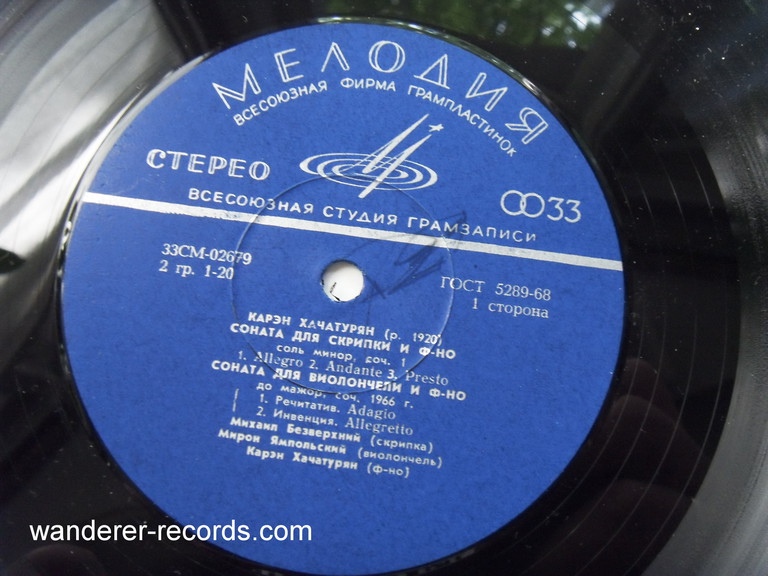 МЕЛОДИЯ
ВСЕСОЮЗНАЯ ФИРМА ГРАМПЛАСТИНОК
СТЕРЕО
33
ВСЕСОЮЗНАЯ СТУДИЯ ГРАМЗАПИСИ
33СМ-02679
2 гр. 1-20
ГОСТ 5289-68
1 сторона
КАРЭН ХАЧАТУРЯН (р. 1920)
СОНАТА ДЛЯ СКРИПКИ И Ф-НО
соль минор, соч. 1
1. Allegro 2. Andante 3. Presto
СОНАТА ДЛЯ ВИОЛОНЧЕЛИ И Ф-НО
до мажор, соч. 1966 г.
1. Речитатив. Adagio
2. Инвенция. Allegretto
Михаил Безверхний (скрипка)
Мирон Ямпольский (виолончель)
Карэн Хачатурян (ф-но)
wanderer-records.com